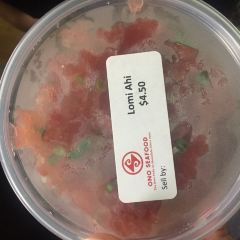 Lomi Ahi
$4.50
ONO SEAFOOD
Sell by: